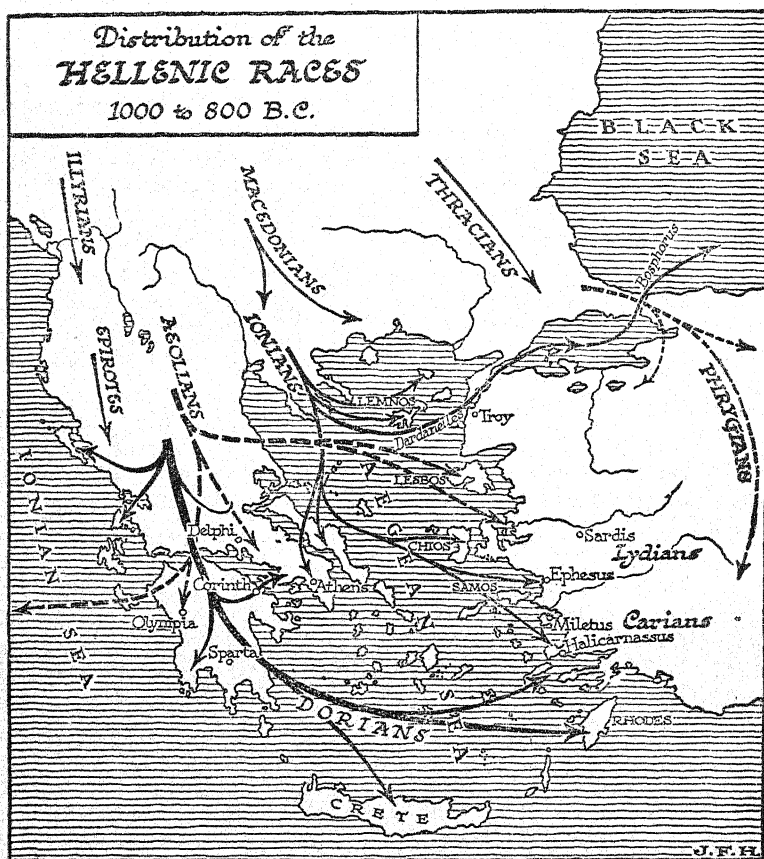 Distribution of the
HELLENIC RACES
1000 to 800 B.C.
BLACK
SEA
ILLYRIANS
MACEDONIANS
THRACIANS
Bosphorus
EPIROTES
AEOLIANS
IONIANS
PHRYGIANS
LEMNOS
Dardanelles
Troy
IONIAN SEA
AEGEAN SEA
LESBOS
Delphi
Sardis
Lydians
CHIOS
Corinth
Athens
SAMOS
Ephesus
Olympia
Miletus
Carians
Halicarnassus
Sparta
DORIANS
RHODES
CRETE
J.F.H.